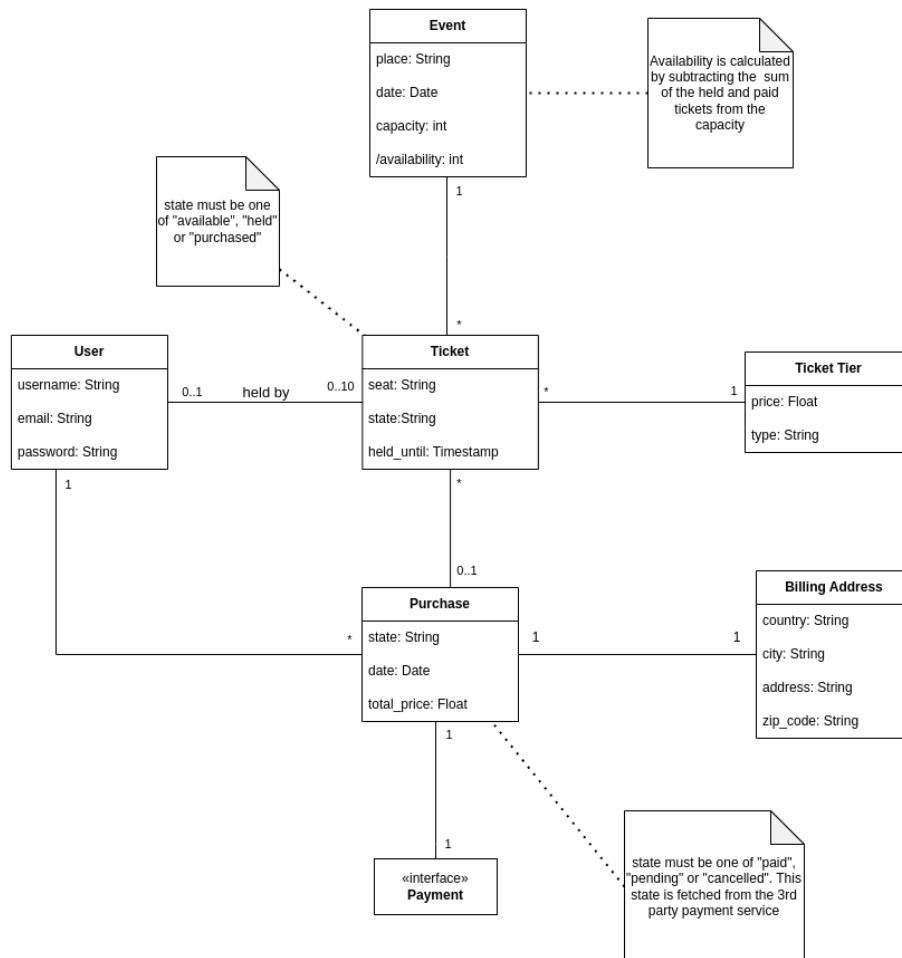 Event
place: String
date: Date
capacity: int
/availability: int
Availability is calculated
by subtracting the sum
of the held and paid
tickets from the
capacity
1
state must be one
of "available", "held"
or "purchased"
*
User
username: String
email: String
password: String
0..1
held by
0..10
Ticket
seat: String
state:String
held_until: Timestamp
*
1
Ticket Tier
price: Float
type: String
1
*
0..1
Purchase
state: String
date: Date
total_price: Float
*
1
1
Billing Address
country: String
city: String
address: String
zip_code: String
1
1
«interface»
Payment
state must be one of "paid",
"pending" or "cancelled". This
state is fetched from the 3rd
party payment service